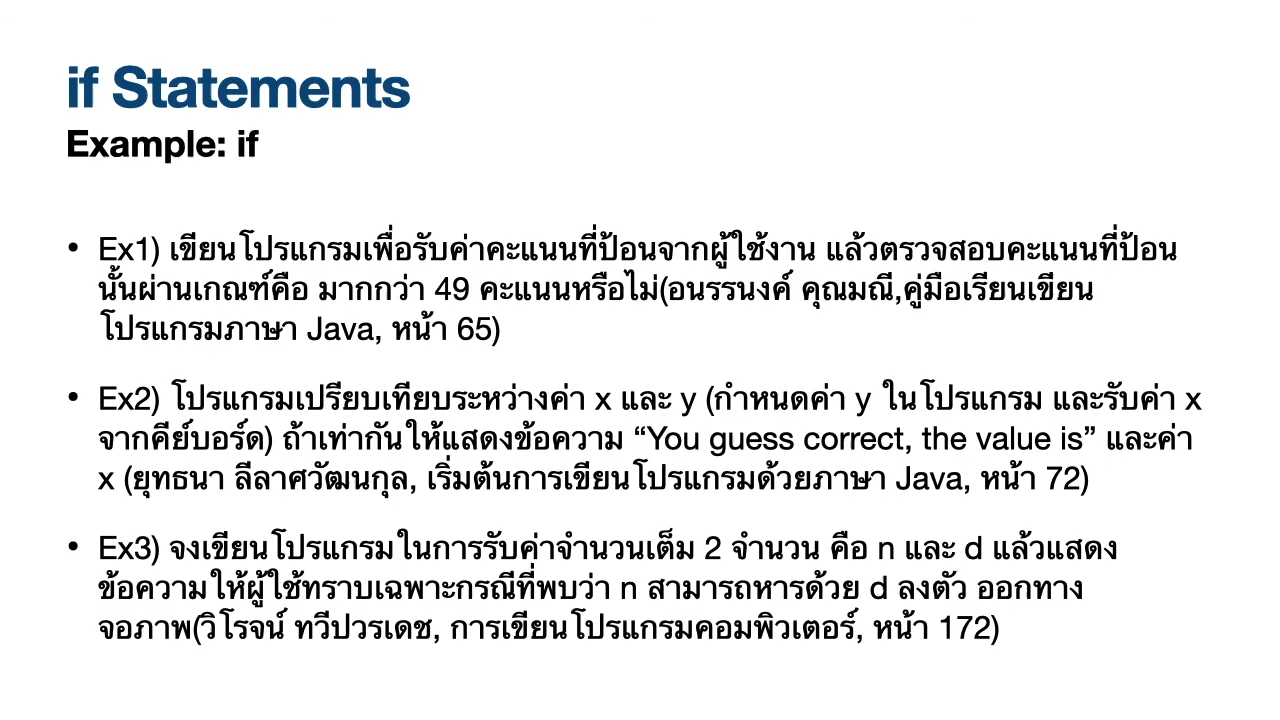 if Statements
Example: if
• Ex1) เขียนโปรแกรมเพื่อรับค่าคะแนนที่ป้อนจากผู้ใช้งาน แล้วตรวจสอบคะแนนที่ป้อน
นั้นผ่านเกณฑ์คือ มากกว่า 49 คะแนนหรือไม่(อนรรนงค์ คุณมณี,คู่มือเรียนเขียน
โปรแกรมภาษา Java, หน้า 65)
• Ex2) โปรแกรมเปรียบเทียบระหว่างค่า x และ y (กำหนดค่า y ในโปรแกรม และรับค่า x
จากคีย์บอร์ด) ถ้าเท่ากันให้แสดงข้อความ “You guess correct, the value is” และค่า
x (ยุทธนา ลีลาศวัฒนกุล, เริ่มต้นการเขียนโปรแกรมด้วยภาษา Java, หน้า 72)
• Ex3) จงเขียนโปรแกรมในการรับค่าจำนวนเต็ม 2 จำนวน คือ n และ d แล้วแสดง
ข้อความให้ผู้ใช้ทราบเฉพาะกรณีที่พบว่า n สามารถหารด้วย d ลงตัว ออกทาง
จอภาพ(วิโรจน์ ทวีปวรเดช, การเขียนโปรแกรมคอมพิวเตอร์, หน้า 172)